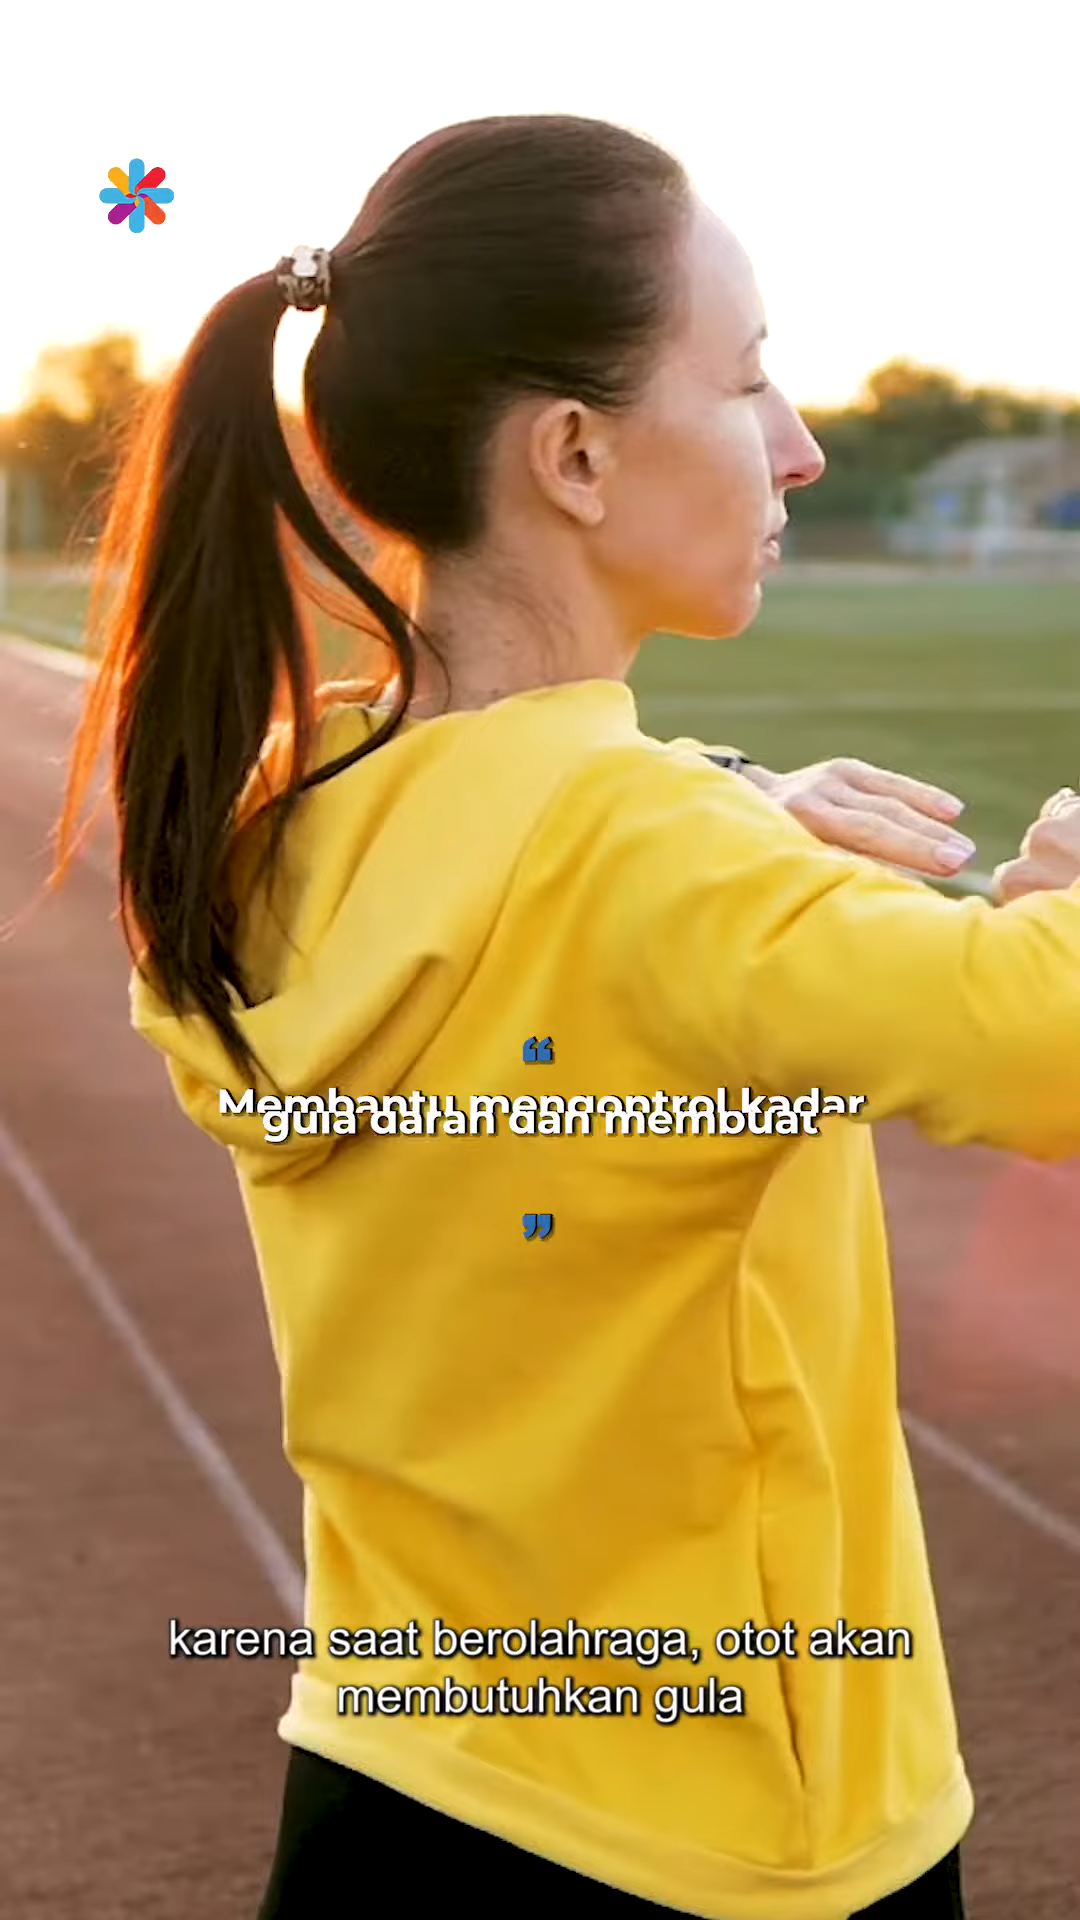 “
Membantu mengontrol kadar
gula darah dan membuat
”
karena saat berolahraga, otot akan
membutuhkan gula